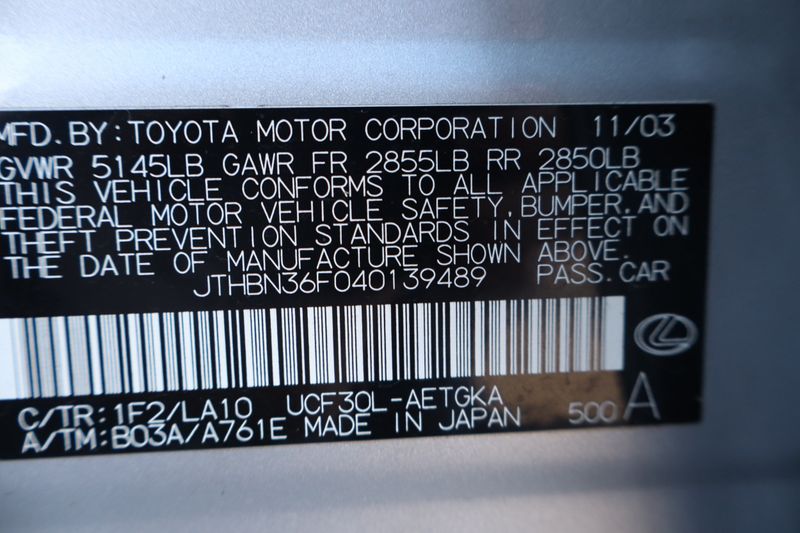 MFD. BY: TOYOTA MOTOR CORPORATION 11/03
GVWR 5145LB GAWR FR 2855LB RR 2850LB
THIS VEHICLE CONFORMS TO ALL APPLICABLE
FEDERAL MOTOR VEHICLE SAFETY, BUMPER, AND
THEFT PREVENTION STANDARDS IN EFFECT ON
THE DATE OF MANUFACTURE SHOWN ABOVE.
JTHBN36F040139489 PASS. CAR
C/TR: 1F2/LA10 UCF30L-AETGKA
A/TM: B03A/A761E MADE IN JAPAN 500 A